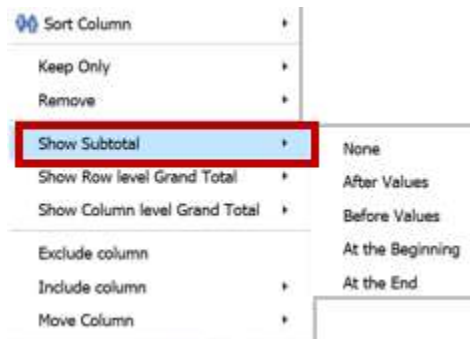 Sort Column
Keep Only
Remove
Show Subtotal
Show Row level Grand Total
Show Column level Grand Total
Exclude column
Include column
Move Column
None
After Values
Before Values
At the Beginning
At the End